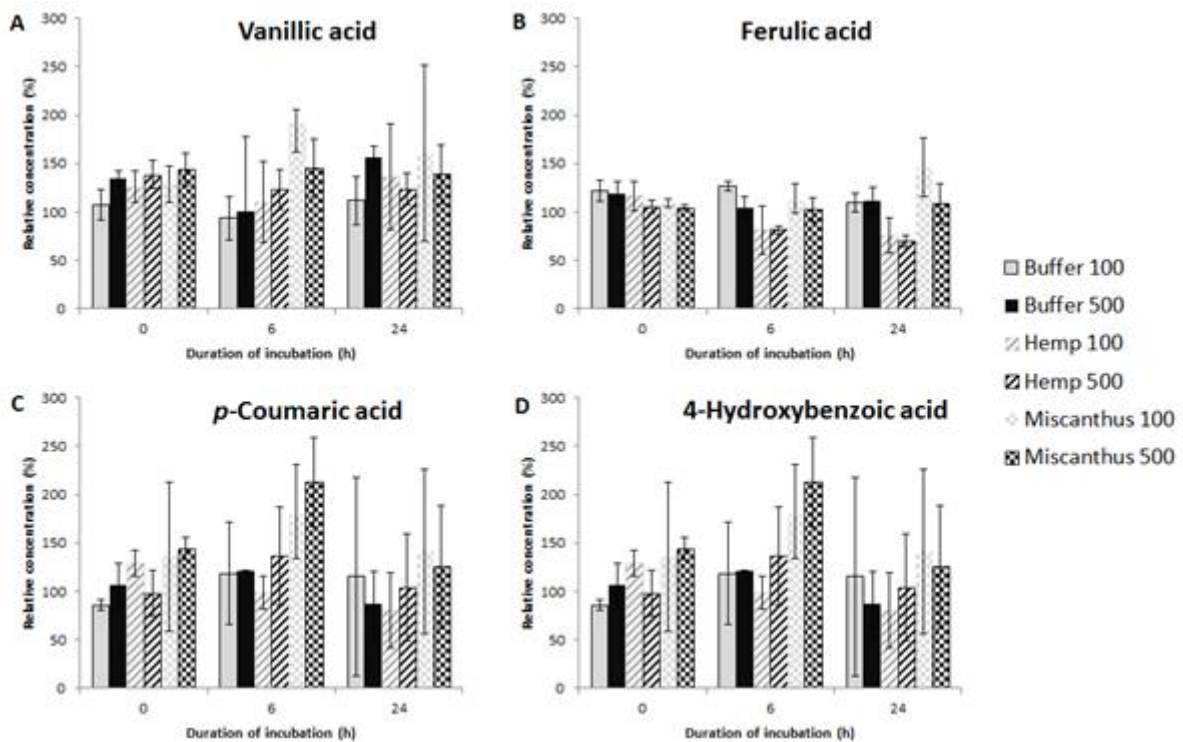 A
Vanillic acid
Relative concentration (%)
300
250
200
150
100
50
0
0
6
24
Duration of incubation (h)
B
Ferulic acid
Relative concentration (%)
300
250
200
150
100
50
0
0
6
24
Duration of incubation (h)
Buffer 100
Buffer 500
Hemp 100
Hemp 500
Miscanthus 100
Miscanthus 500
C
p-Coumaric acid
Relative concentration (%)
300
250
200
150
100
50
0
0
6
24
Duration of incubation (h)
D
4-Hydroxybenzoic acid
Relative concentration (%)
300
250
200
150
100
50
0
0
6
24
Duration of incubation (h)